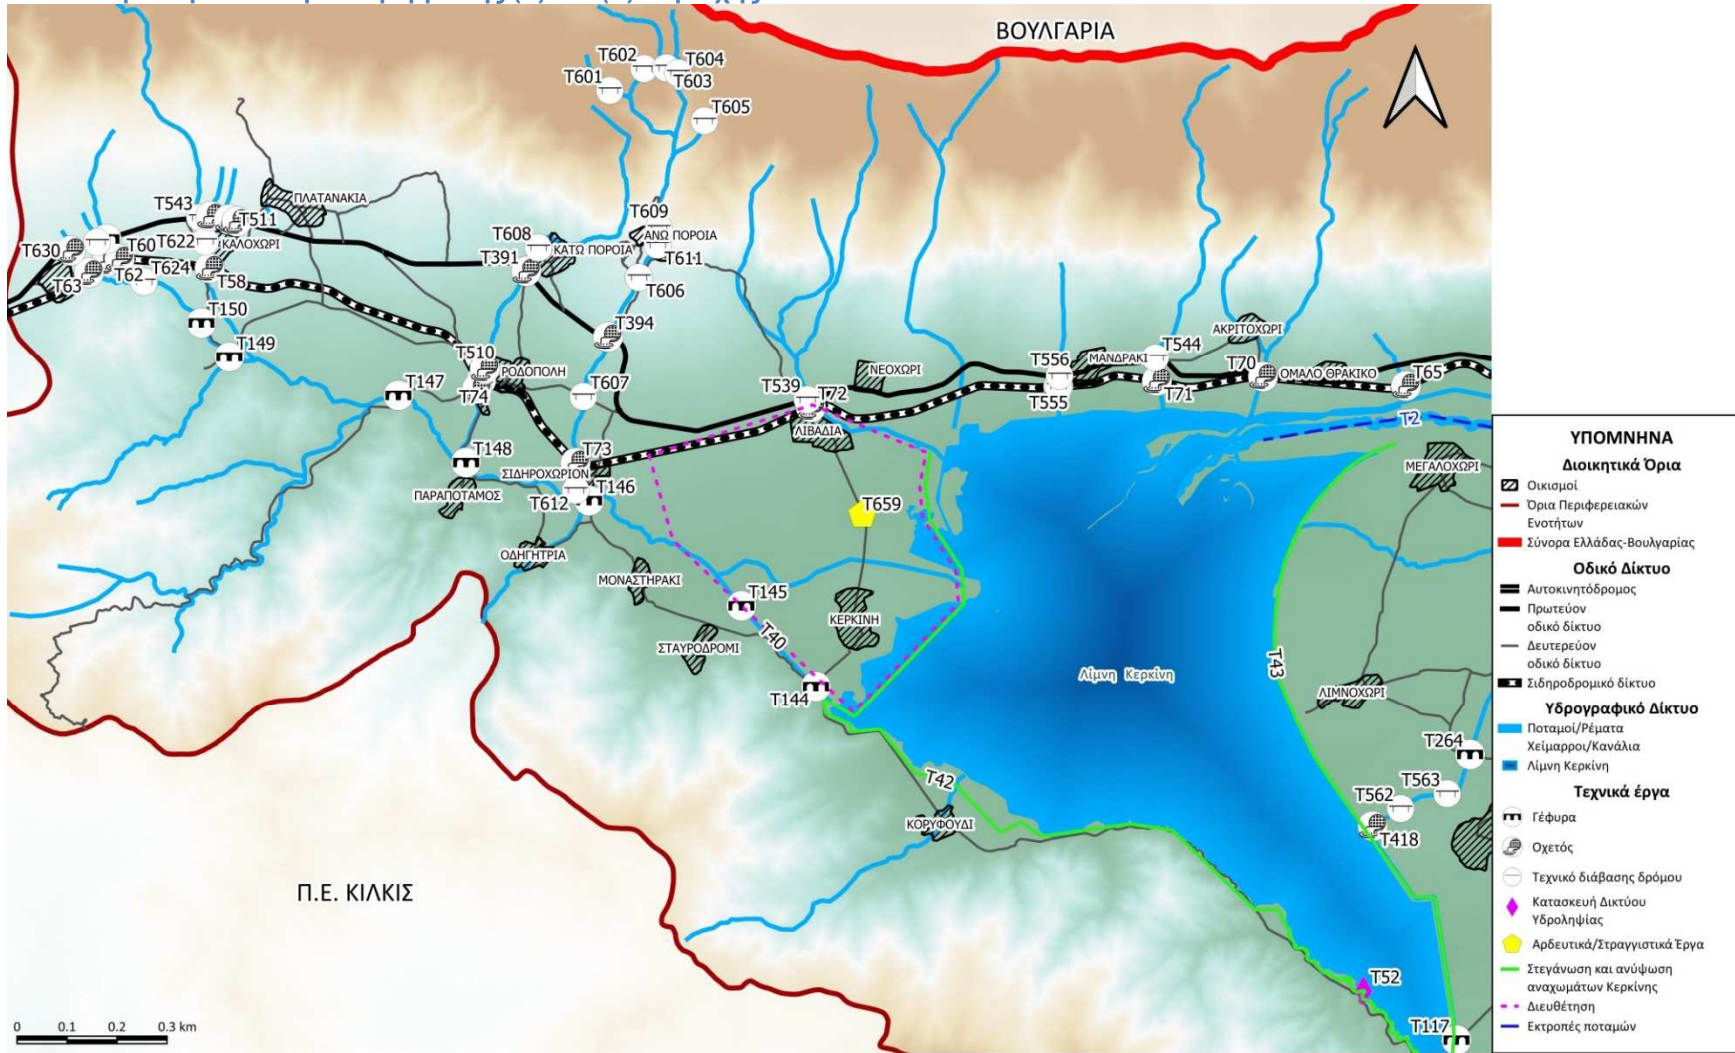 ΒΟΥΛΓΑΡΙΑ
T602
T604
T601
T603
T605
T543
ΠΛΑΤΑΝΑΚΙΑ
T511
T609
T630
T60
T622
ΚΑΛΟΧΩΡΙ
T608
ΑΝΩ ΠΟΡΟΙΑ
ΚΑΤΩ ΠΟΡΟΙΑ
T611
T63
T62
T624
T58
T391
T606
T150
T394
T149
ΑΚΡΙΤΟΧΩΡΙ
T510
ΡΟΔΟΠΟΛΗ
T556
ΜΑΝΔΡΑΚΙ
T544
T70
ΝΕΟΧΩΡΙ
ΟΜΑΛΟ ΘΡΑΚΙΚΟ
T65
T147
T74
T607
T539
T72
T555
T71
T2
ΛΙΒΑΔΙΑ
T148
T73
ΣΙΔΗΡΟΧΩΡΙΟΝ
ΜΕΓΑΛΟΧΩΡΙ
ΠΑΡΑΠΟΤΑΜΟΣ
T146
T612
T659
ΟΔΗΓΗΤΡΙΑ
ΜΟΝΑΣΤΗΡΑΚΙ
T145
ΚΕΡΚΙΝΗ
T40
ΣΤΑΥΡΟΔΡΟΜΙ
T43
Λίμνη Κερκίνη
T144
ΛΙΜΝΟΧΩΡΙ
T264
T42
T563
T562
ΚΟΡΥΦΟΥΔΙ
T418
Π.Ε. ΚΙΛΚΙΣ
T52
T117
0 0.1 0.2 0.3 km
ΥΠΟΜΝΗΝΑ
Διοικητικά Όρια
Οικισμοί
Όρια Περιφερειακών
Ενοτήτων
Σύνορα Ελλάδας-Βουλγαρίας
Οδικό Δίκτυο
Αυτοκινητόδρομος
Πρωτεύον
οδικό δίκτυο
Δευτερεύον
οδικό δίκτυο
Σιδηροδρομικό δίκτυο
Υδρογραφικό Δίκτυο
Ποταμοί/Ρέματα
Χείμαρροι/Κανάλια
Λίμνη Κερκίνη
Τεχνικά έργα
Γέφυρα
Οχετός
Τεχνικό διάβασης δρόμου
Κατασκευή Δικτύου
Υδροληψίας
Αρδευτικά/Στραγγιστικά Έργα
Στεγάνωση και ανύψωση
αναχωμάτων Κερκίνης
Διευθέτηση
Εκτροπές ποταμών